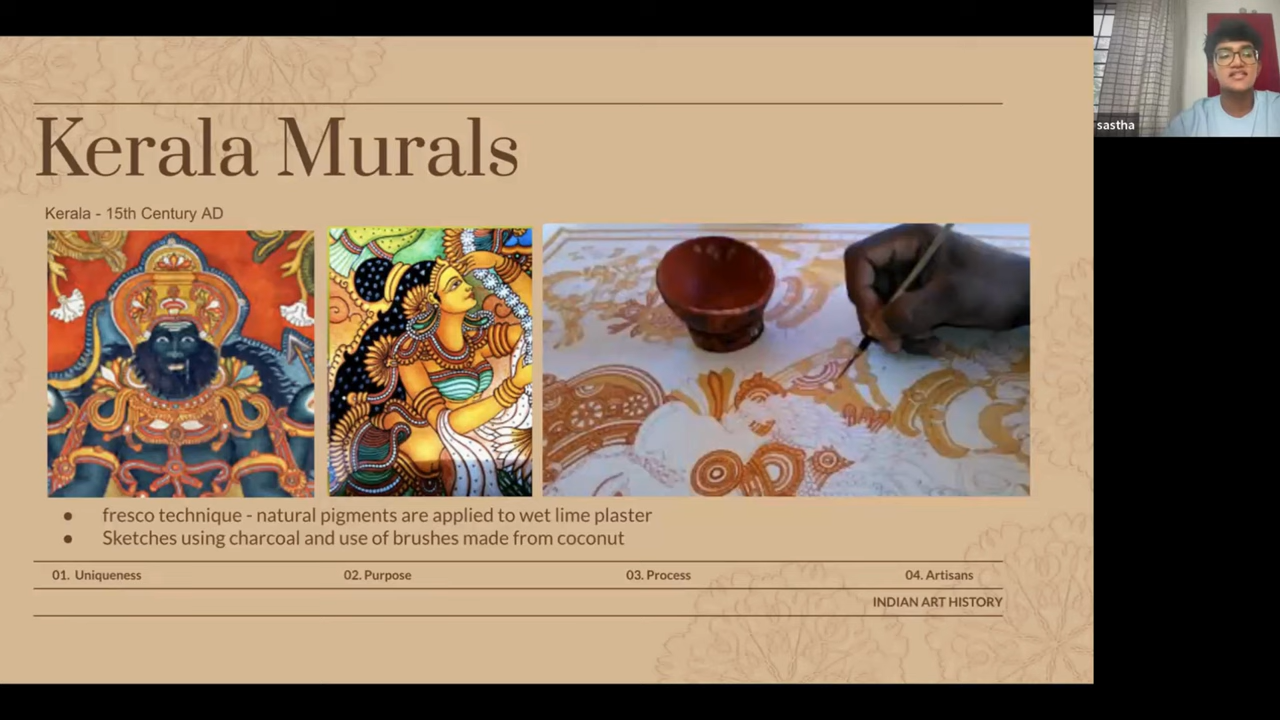 sastha
Kerala Murals
Kerala - 15th Century AD
● fresco technique - natural pigments are applied to wet lime plaster
● Sketches using charcoal and use of brushes made from coconut
01. Uniqueness 02. Purpose 03. Process 04. Artisans
INDIAN ART HISTORY